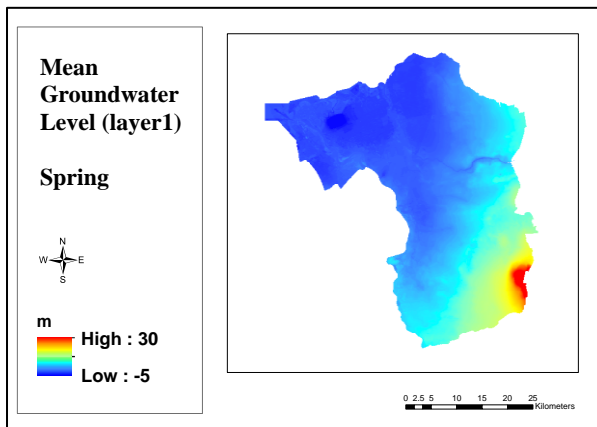 Mean
Groundwater
Level (layer1)
Spring
N
W E
S
m
High : 30
Low : -5
0 2.5 5 10 15 20 25
Kilometers